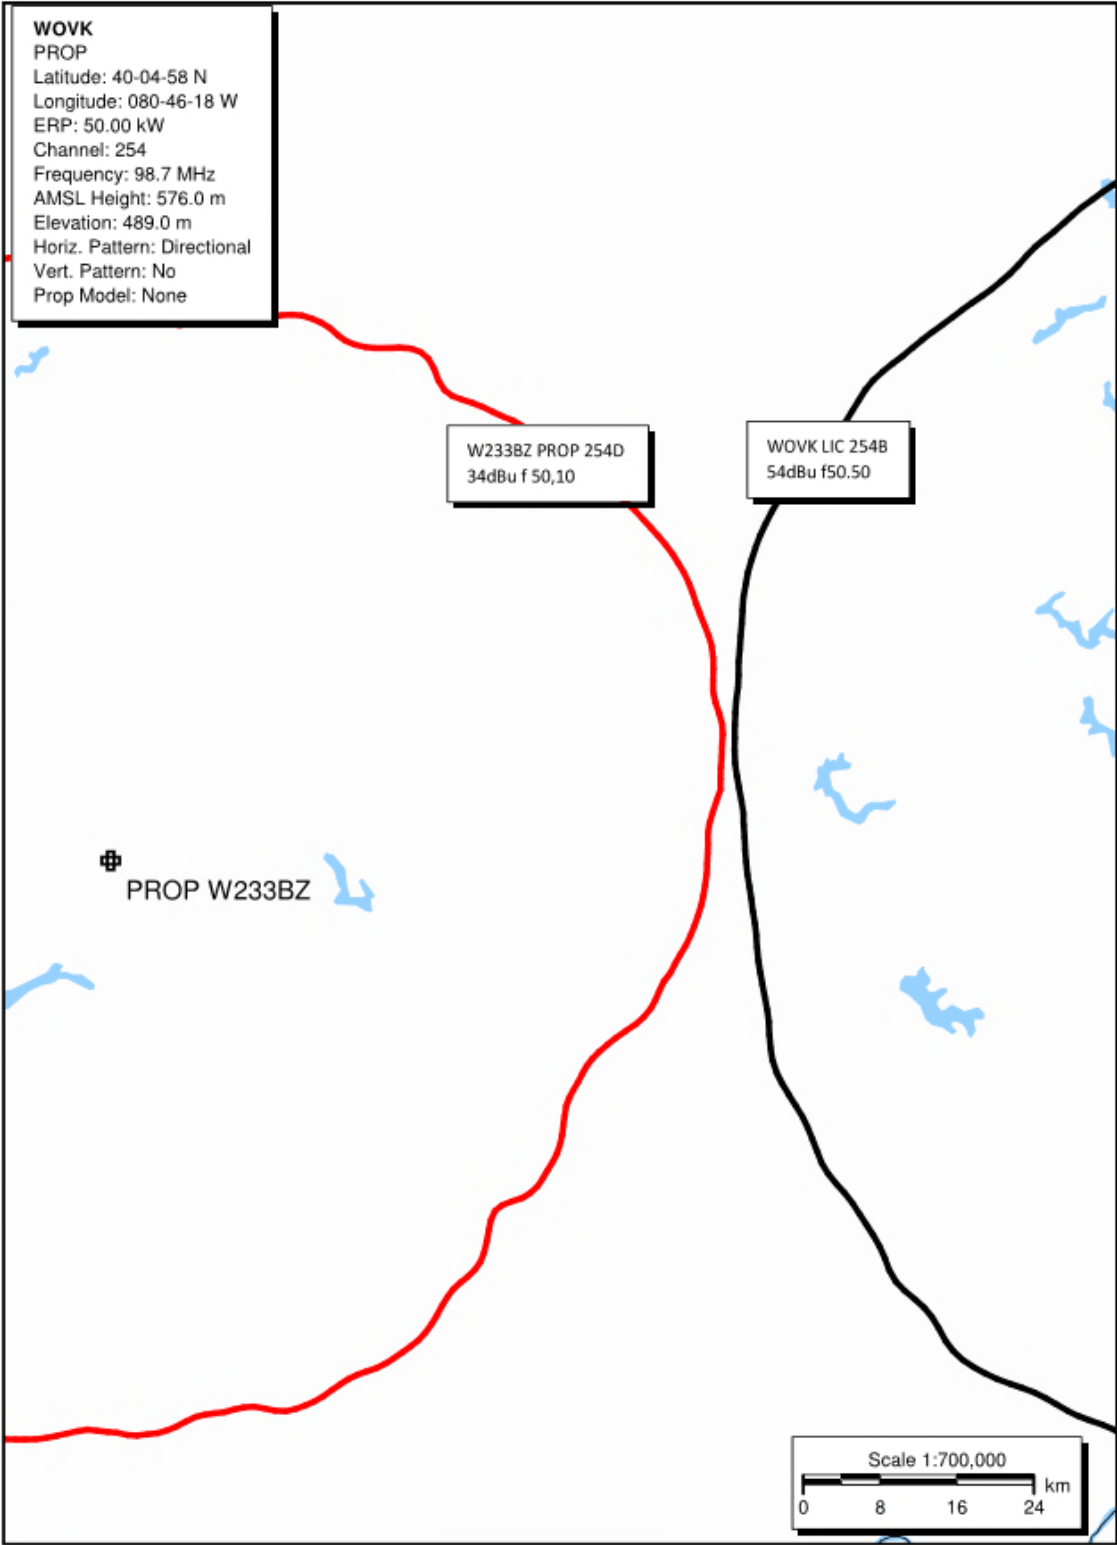 WOVK
PROP
Latitude: 40-04-58 N
Longitude: 080-46-18 W
ERP: 50.00 kW
Channel: 254
Frequency: 98.7 MHz
AMSL Height: 576.0 m
Elevation: 489.0 m
Horiz. Pattern: Directional
Vert. Pattern: No
Prop Model: None
W233BZ PROP 254D
34dBu f 50,10
WOVK LIC 254B
54dBu f50.50
PROP W233BZ
Scale 1:700,000
km
0 8 16 24